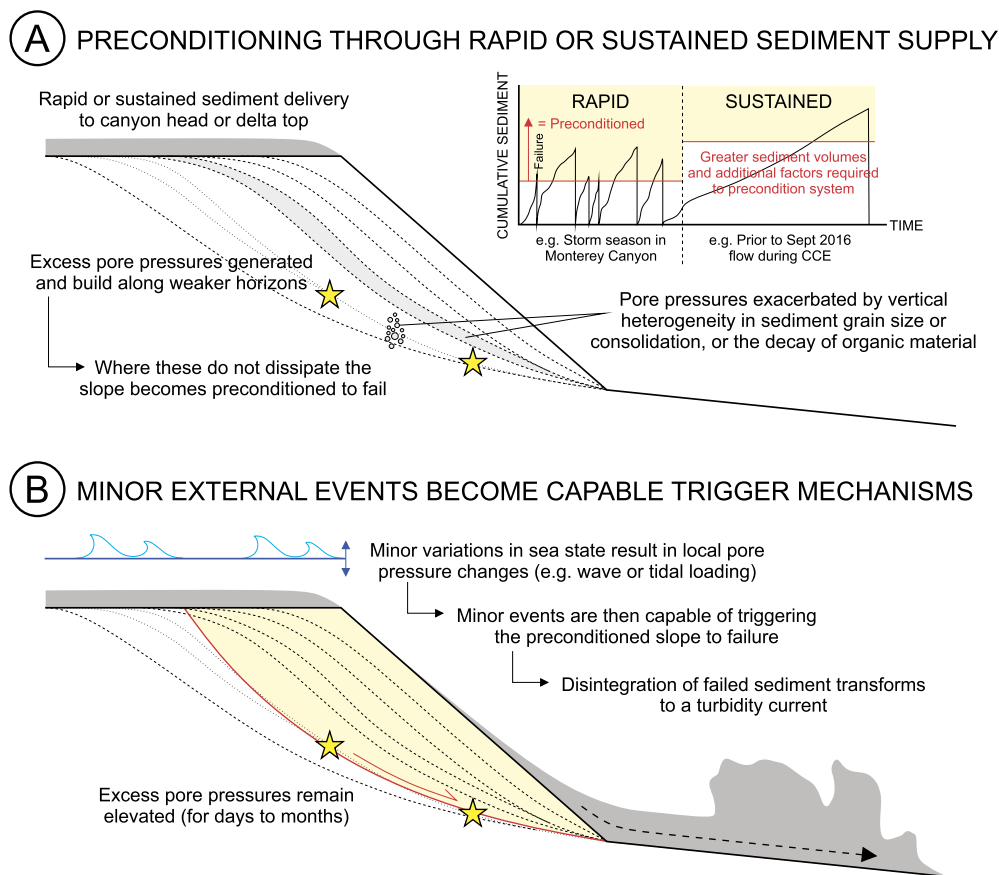 A PRECONDITIONING THROUGH RAPID OR SUSTAINED SEDIMENT SUPPLY
Rapid or sustained sediment delivery
to canyon head or delta top
CUMULATIVE SEDIMENT
RAPID
SUSTAINED
= Preconditioned
Failure
Greater sediment volumes
and additional factors required
to precondition system
TIME
e.g. Storm season in
Monterey Canyon
e.g. Prior to Sept 2016
flow during CCE
Excess pore pressures generated
and build along weaker horizons
Where these do not dissipate the
slope becomes preconditioned to fail
Pore pressures exacerbated by vertical
heterogeneity in sediment grain size or
consolidation, or the decay of organic material
B MINOR EXTERNAL EVENTS BECOME CAPABLE TRIGGER MECHANISMS
Minor variations in sea state result in local pore
pressure changes (e.g. wave or tidal loading)
Minor events are then capable of triggering
the preconditioned slope to failure
Disintegration of failed sediment transforms
to a turbidity current
Excess pore pressures remain
elevated (for days to months)